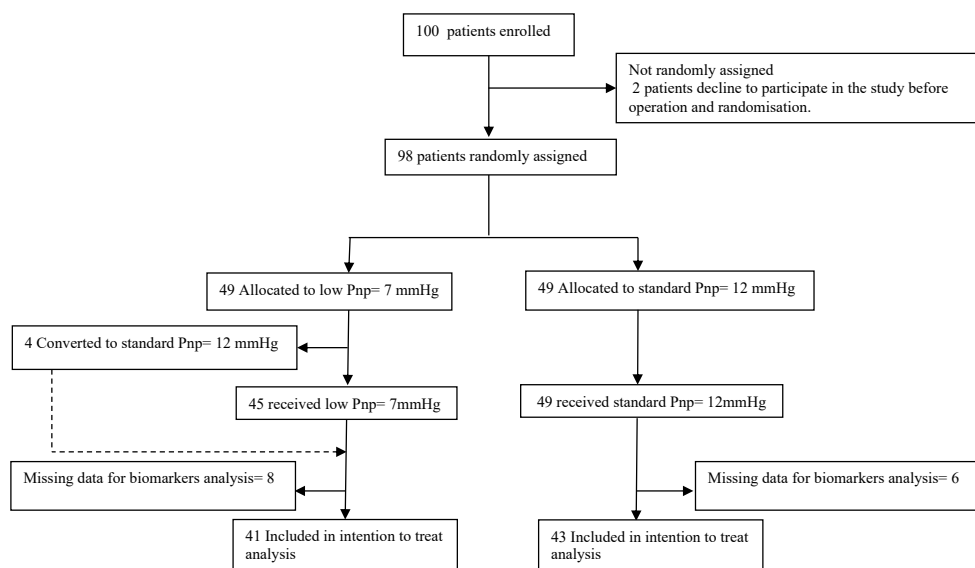 100 patients enrolled
Not randomly assigned
2 patients decline to participate in the study before
operation and randomisation.
98 patients randomly assigned
49 Allocated to low Pnp= 7 mmHg
49 Allocated to standard Pnp= 12 mmHg
4 Converted to standard Pnp= 12 mmHg
45 received low Pnp= 7mmHg
49 received standard Pnp= 12mmHg
Missing data for biomarkers analysis= 8
Missing data for biomarkers analysis= 6
41 Included in intention to treat
analysis
43 Included in intention to treat
analysis